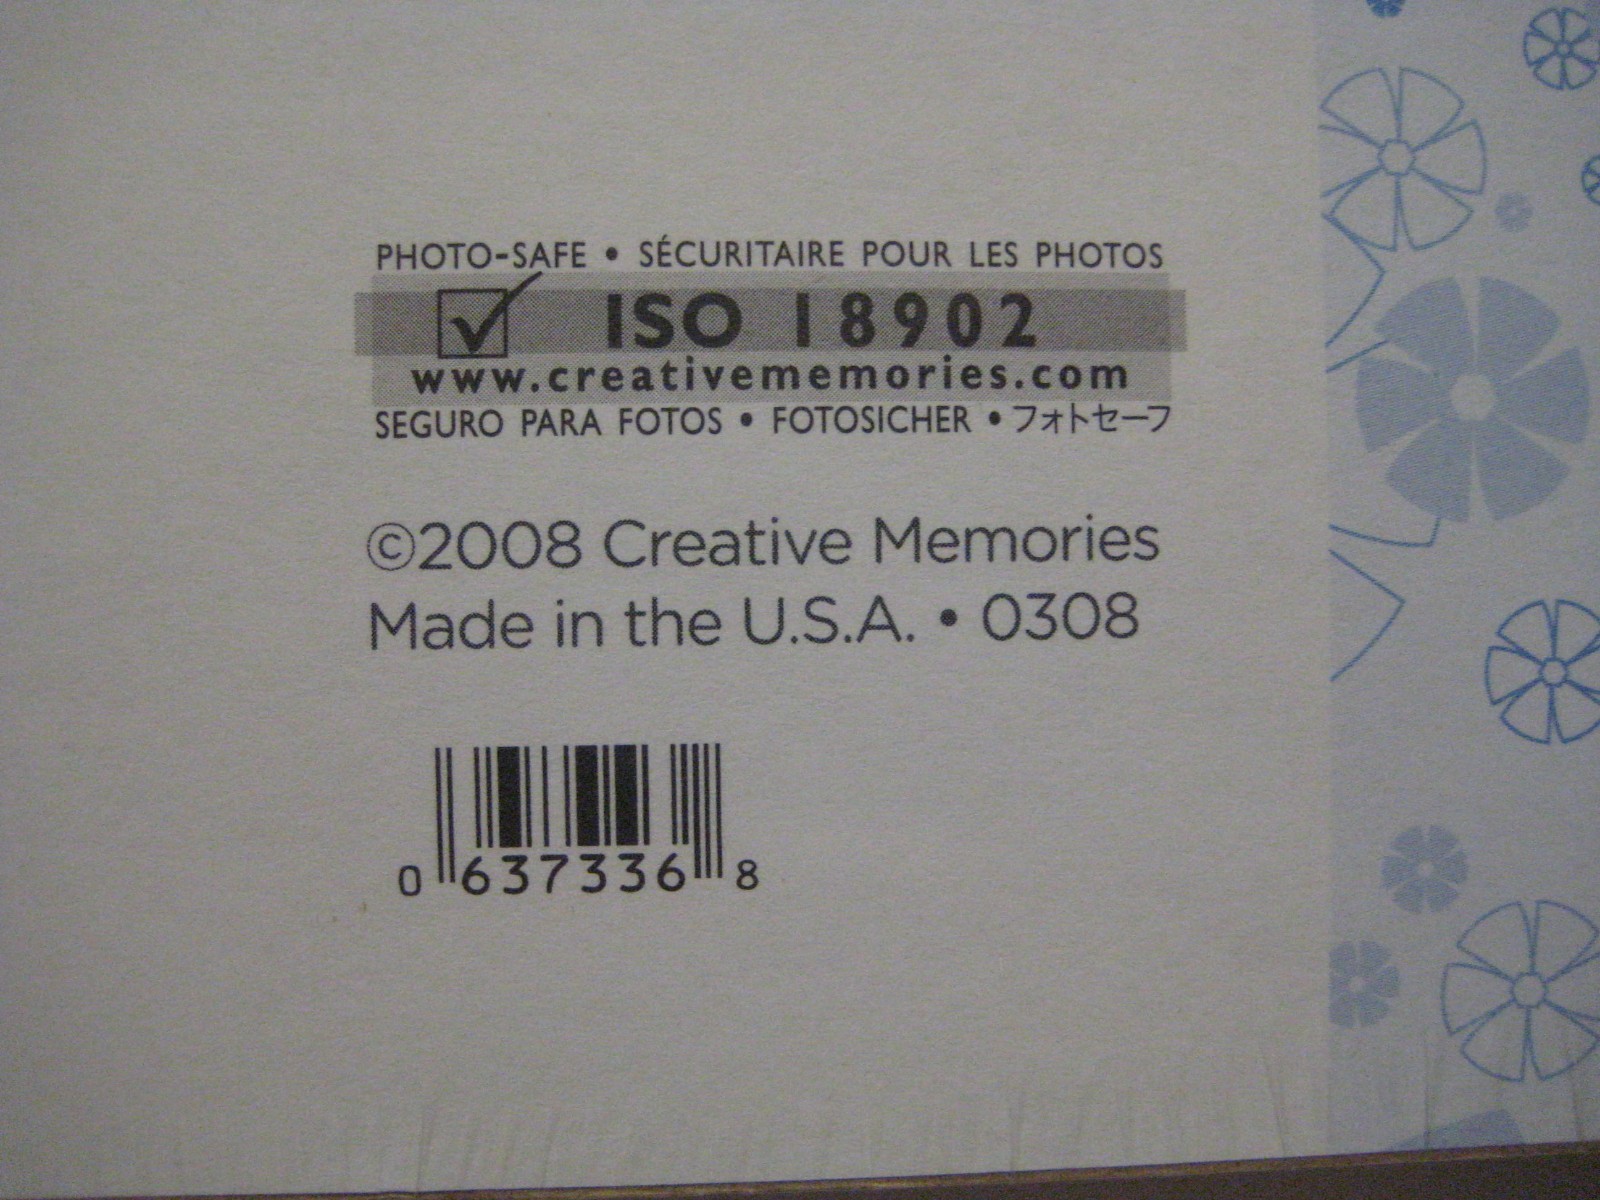 PHOTO-SAFE • SÉCURITAIRE POUR LES PHOTOS
ISO 18902
www.creativememories.com
SEGURO PARA FOTOS • FOTOSICHER • フォトセーフ
©2008 Creative Memories
Made in the U.S.A. • 0308
0 637336 8